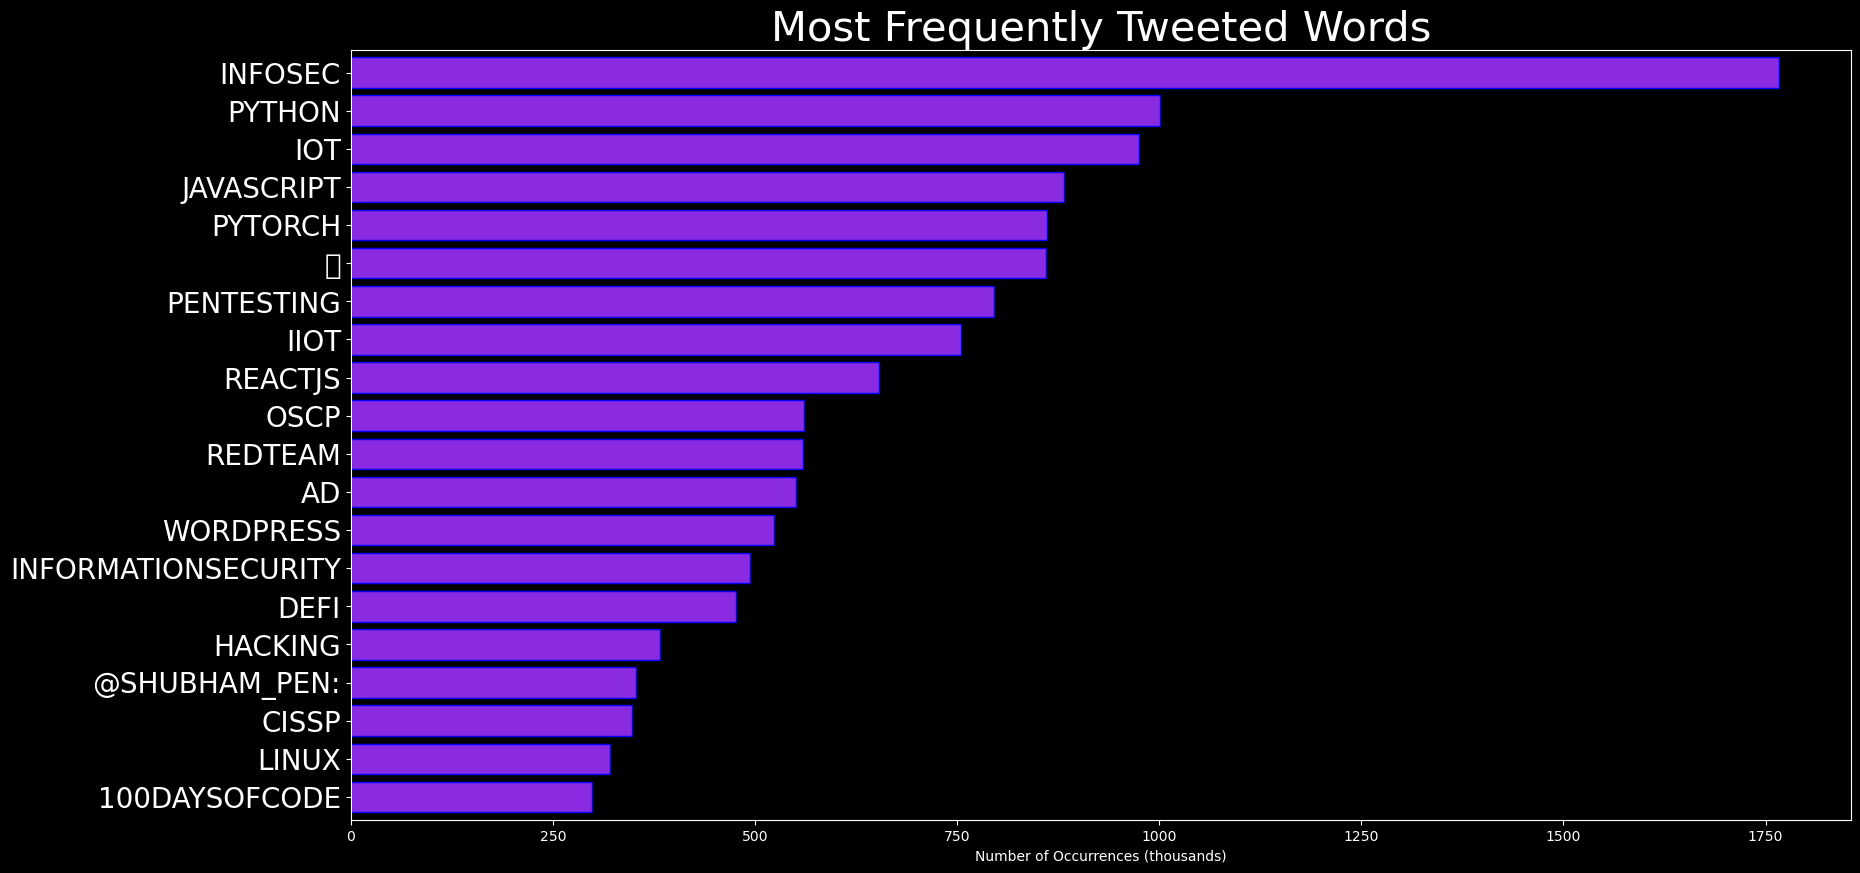 Most Frequently Tweeted Words
INFOSEC
PYTHON
IOT
JAVASCRIPT
PYTORCH
PENTESTING
IIOT
REACTJS
OSCP
REDTEAM
AD
WORDPRESS
INFORMATIONSECURITY
DEFI
HACKING
@SHUBHAM_PEN:
CISSP
LINUX
100DAYSOFCODE
0 250 500 750 1000 1250 1500 1750
Number of Occurrences (thousands)